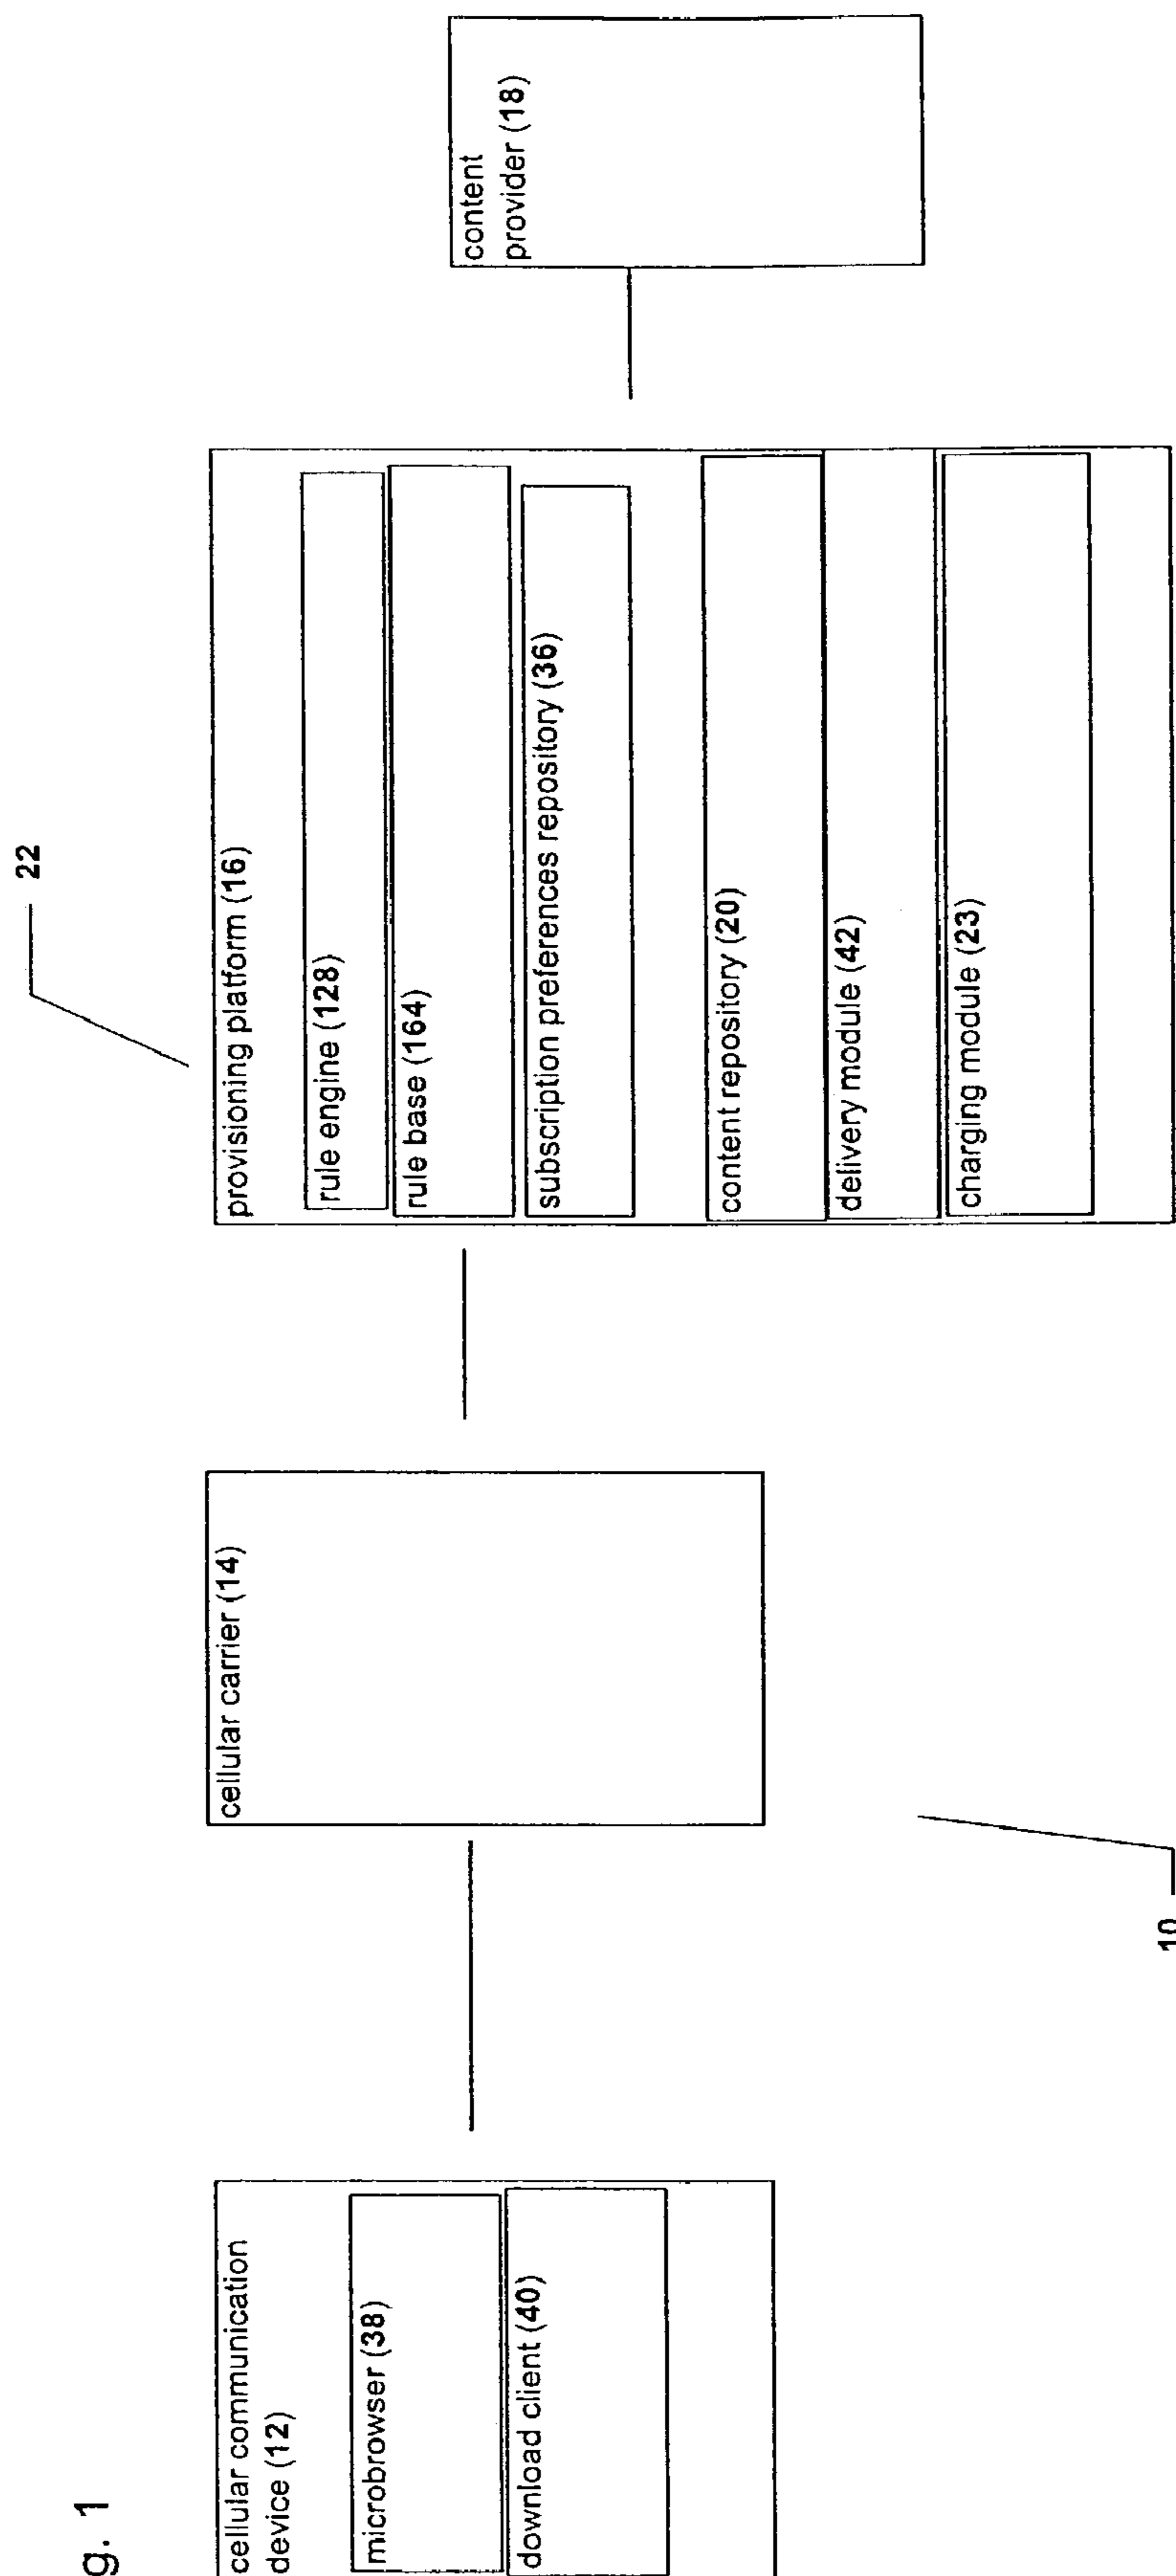 g. 1
22
cellular communication
device (12)
microbrowser (38)
download client (40)
cellular carrier (14)
provisioning platform (16)
rule engine (128)
rule base (164)
subscription preferences repository (36)
content repository (20)
delivery module (42)
charging module (23)
content
provider (18)
10